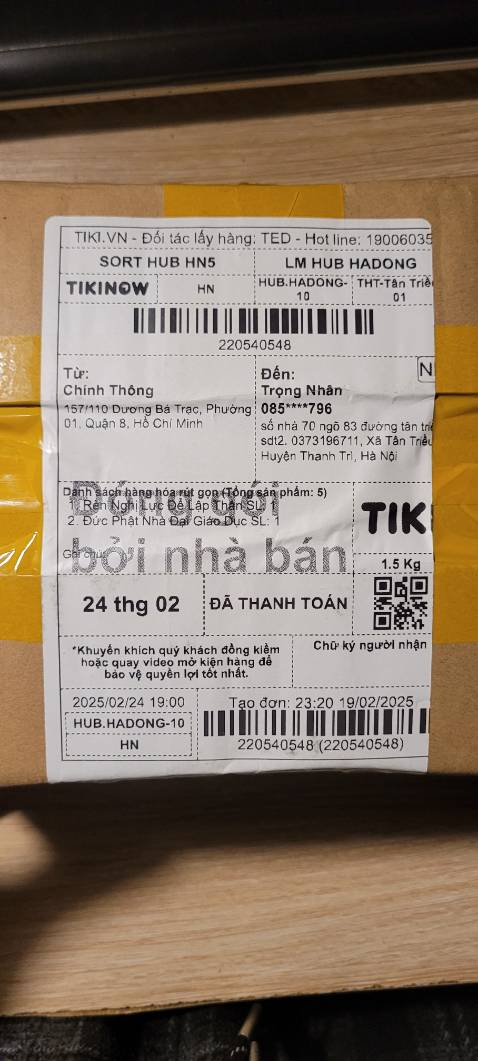 TIKI.VN - Đối tác lấy hàng: TED - Hot line: 19006035
SORT HUB HN5
LM HUB HADONG
TIKINOW
HN
HUB.HADONG-
10
THT-Tân Triề
01
220540548
Từ:
Chính Thông
157/110 Dương Bá Trạc, Phường
01, Quận 8, Hồ Chí Minh
Đến:
Trọng Nhân
085****796
số nhà 70 ngõ 83 đường tân tri
sdt2. 0373196711, Xã Tân Triều
Huyện Thanh Trì, Hà Nội
Danh sách hàng hóa rút gọn (Tổng sản phẩm: 5)
1. Rèn Nghị Lực Để Lập Thân SL: 1
2. Đức Phật Nhà Đại Giáo Dục SL: 1
Đóng gói
bởi nhà bán
Ghi chú:
TIKI
1.5 Kg
24 thg 02
ĐÃ THANH TOÁN
*Khuyến khích quý khách đồng kiểm
hoặc quay video mở kiện hàng để
bảo vệ quyền lợi tốt nhất.
Chữ ký người nhận
2025/02/24 19:00
HUB.HADONG-10
HN
Tạo đơn: 23:20 19/02/2025
220540548 (220540548)